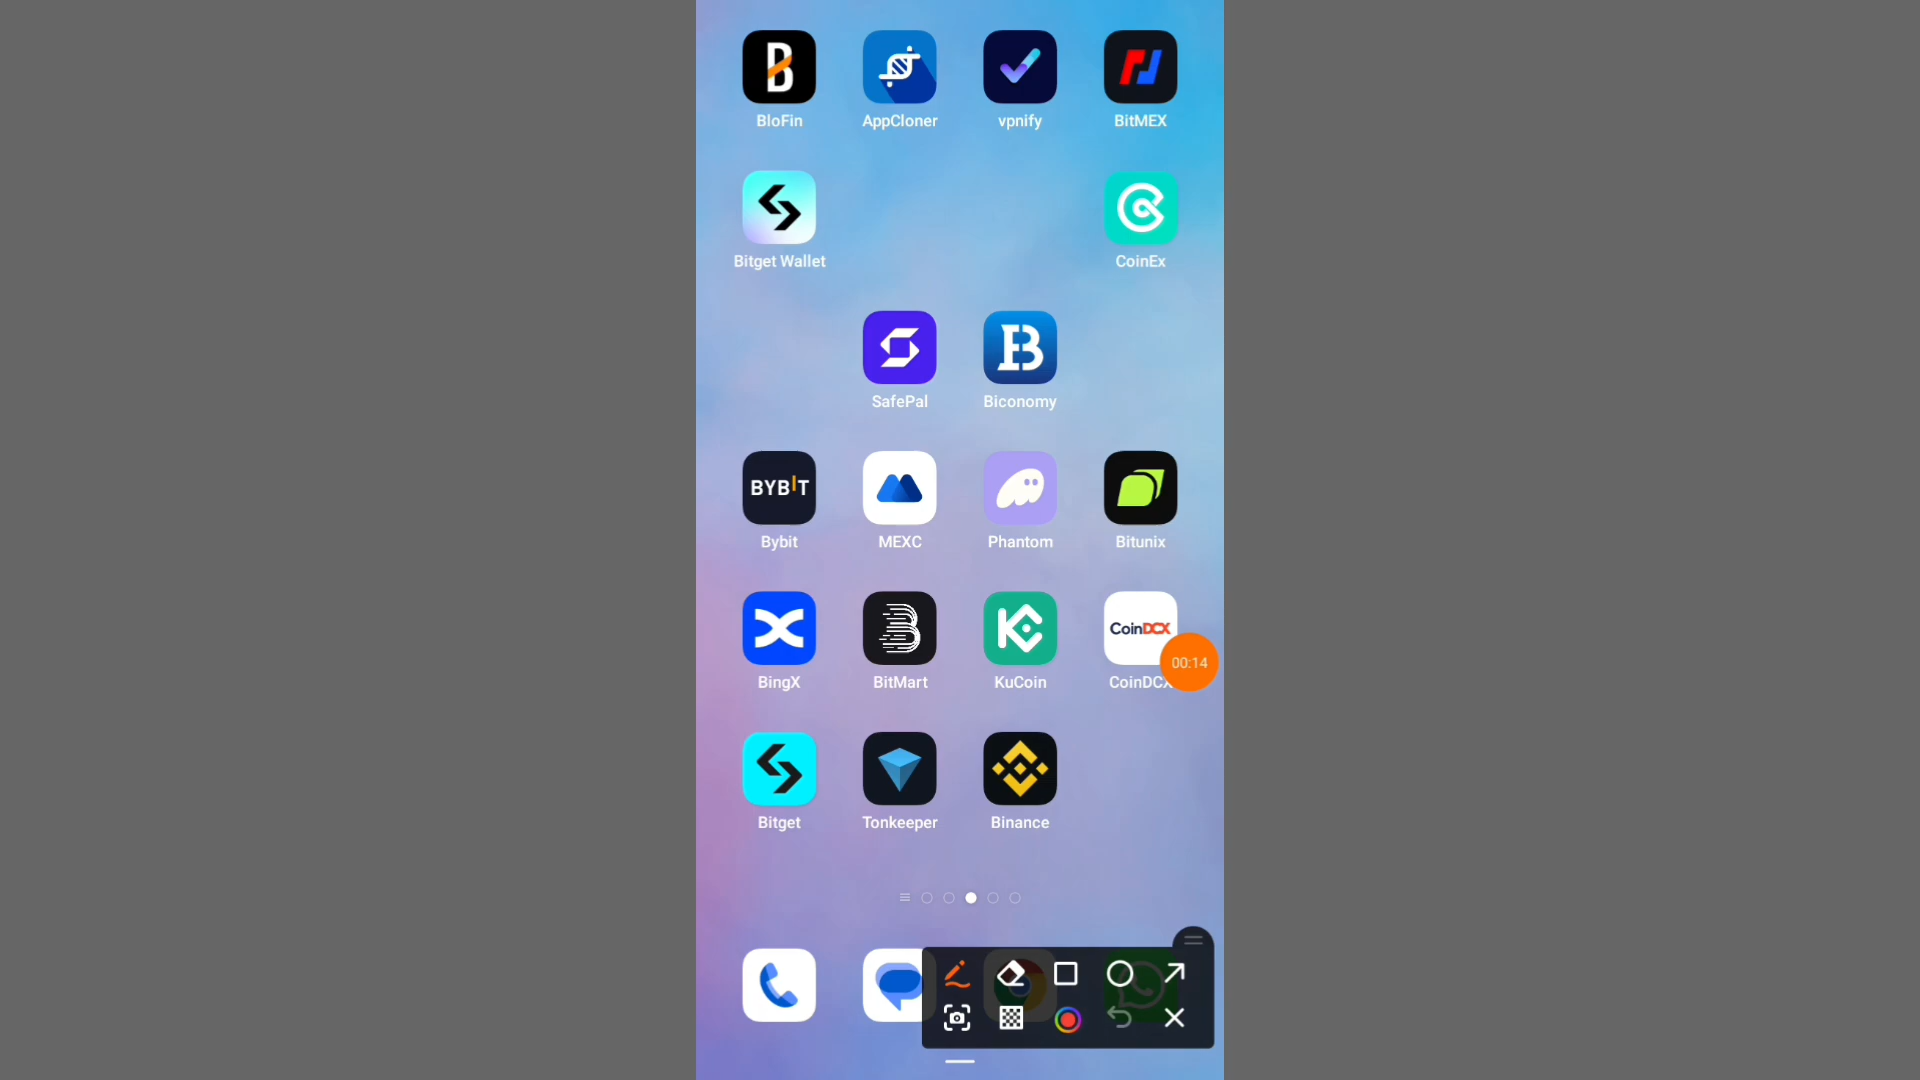 BloFin AppCloner vpnify BitMEX
Bitget Wallet CoinEx
SafePal Biconomy
BYBIT CoinDCX
Bybit MEXC Phantom Bitunix
CoinDCX
00:14
BingX BitMart KuCoin CoinDCX
Bitget Tonkeeper Binance